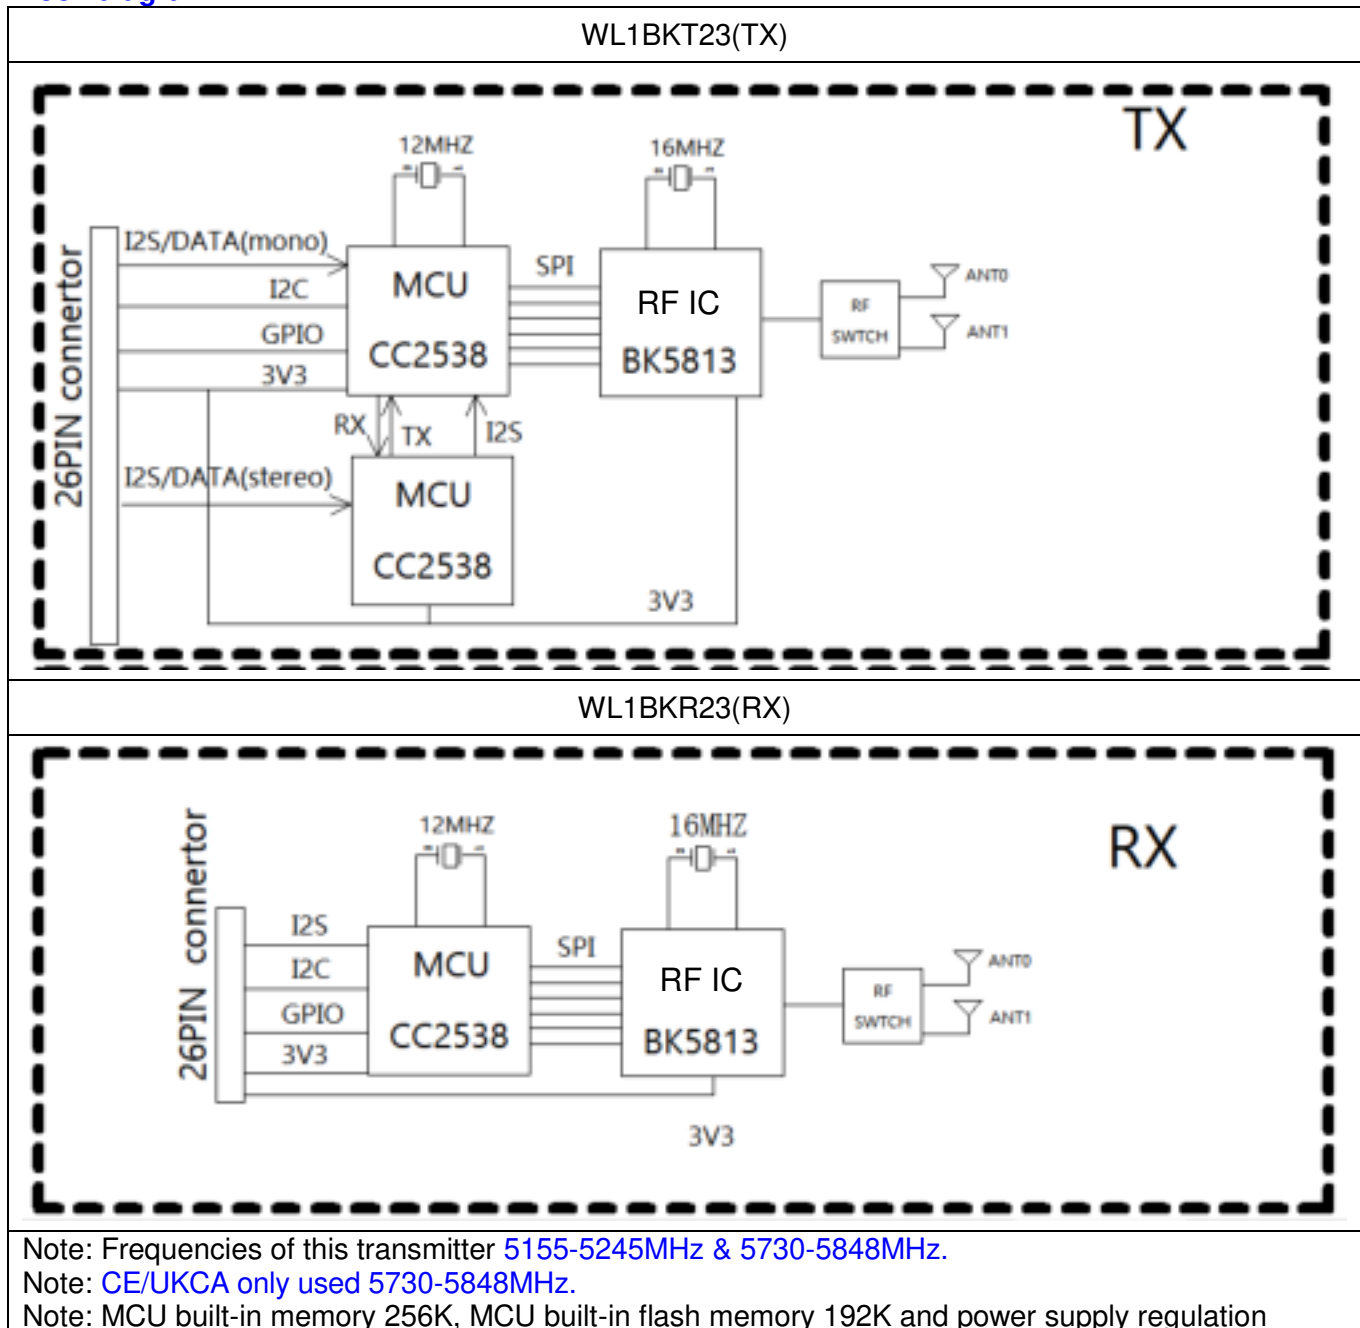 WL1BKT23(TX)
TX
12MHZ
16MHZ
26PIN connertor
I2S/DATA(mono)
I2C
GPIO
3V3
MCU
CC2538
SPI
RF IC
BK5813
RF
SWTCH
ANT0
ANT1
RX
TX
I2S
I2S/DATA(stereo)
MCU
CC2538
3V3
WL1BKR23(RX)
RX
12MHZ
16MHZ
26PIN connertor
I2S
I2C
GPIO
3V3
MCU
CC2538
SPI
RF IC
BK5813
RF
SWTCH
ANT0
ANT1
3V3
Note: Frequencies of this transmitter 5155-5245MHz & 5730-5848MHz.
Note: CE/UKCA only used 5730-5848MHz.
Note: MCU built-in memory 256K, MCU built-in flash memory 192K and power supply regulation